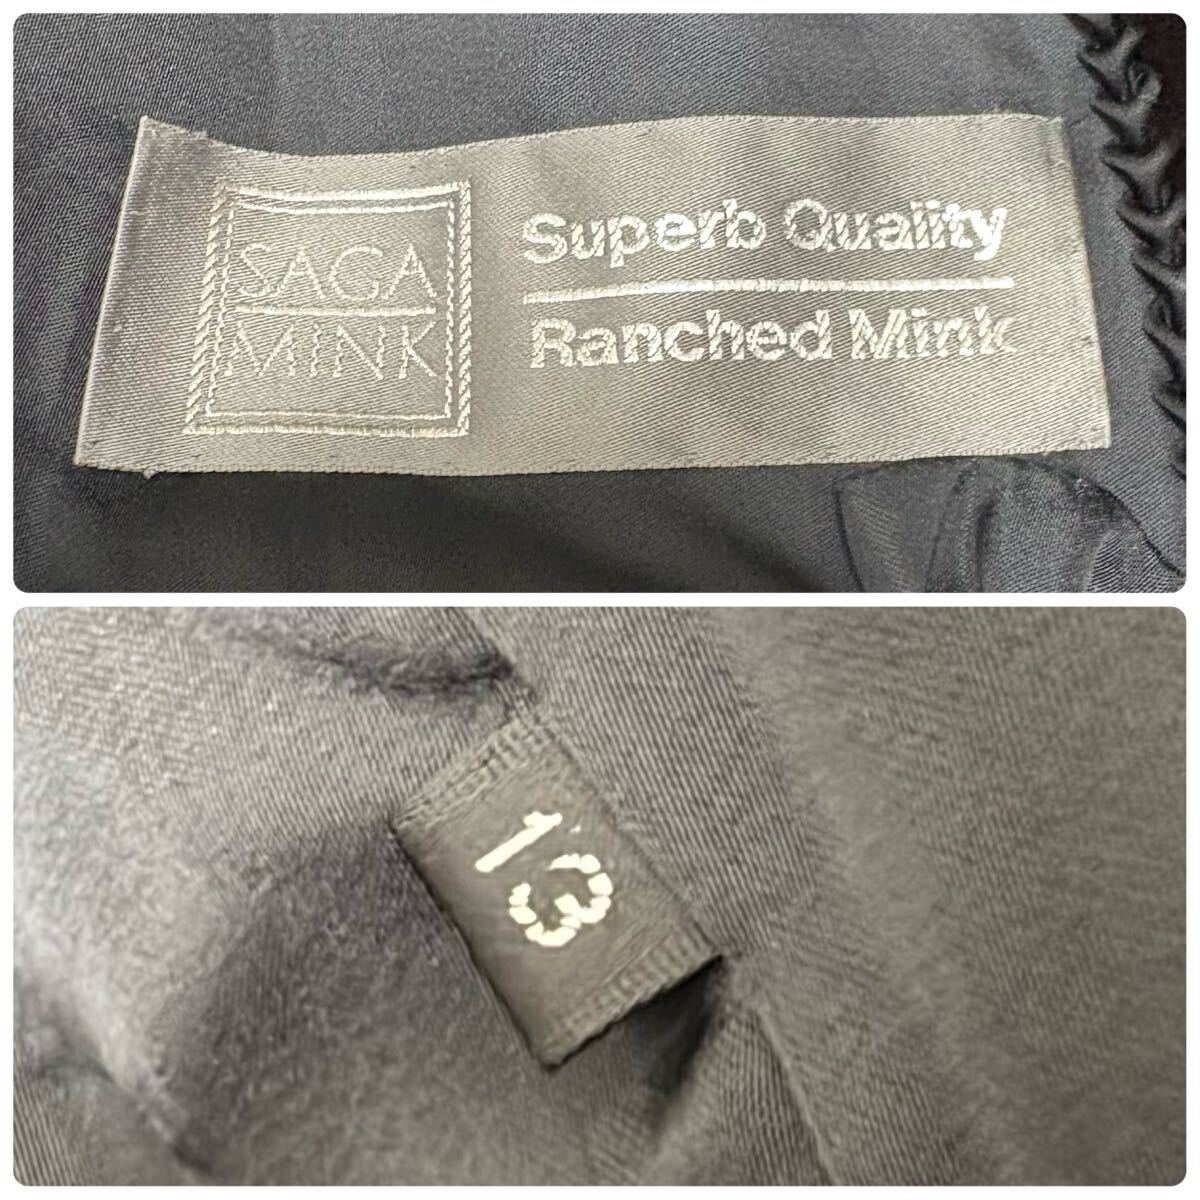 SAGA
MINK
Superb Quality
Ranched Mink
13